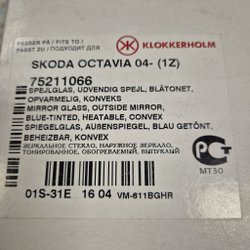 PASSER PÅ / FITS TO /
PASST ZU / ПОДХОДИТ ДЛЯ
KLOKKERHOLM
SKODA OCTAVIA 04- (1Z)
75211066
SPEJLGLAS, UDVENDIG SPEJL, BLÅTONET,
OPVARMELIG, KONVEKS
MIRROR GLASS, OUTSIDE MIRROR,
BLUE-TINTED, HEATABLE, CONVEX
SPIEGELGLAS, AUßENSPIEGEL, BLAU GETÖNT,
BEHEIZBAR, KONVEX
ЗЕРКАЛЬНОЕ СТЕКЛО, НАРУЖНОЕ ЗЕРКАЛО,
ТОНИРОВАННОЕ, ОБОГРЕВАЕМЫЙ, ВЫПУКЛЫЙ
РСТ
MT30
01S-31E 16 04 VM-611BGHR